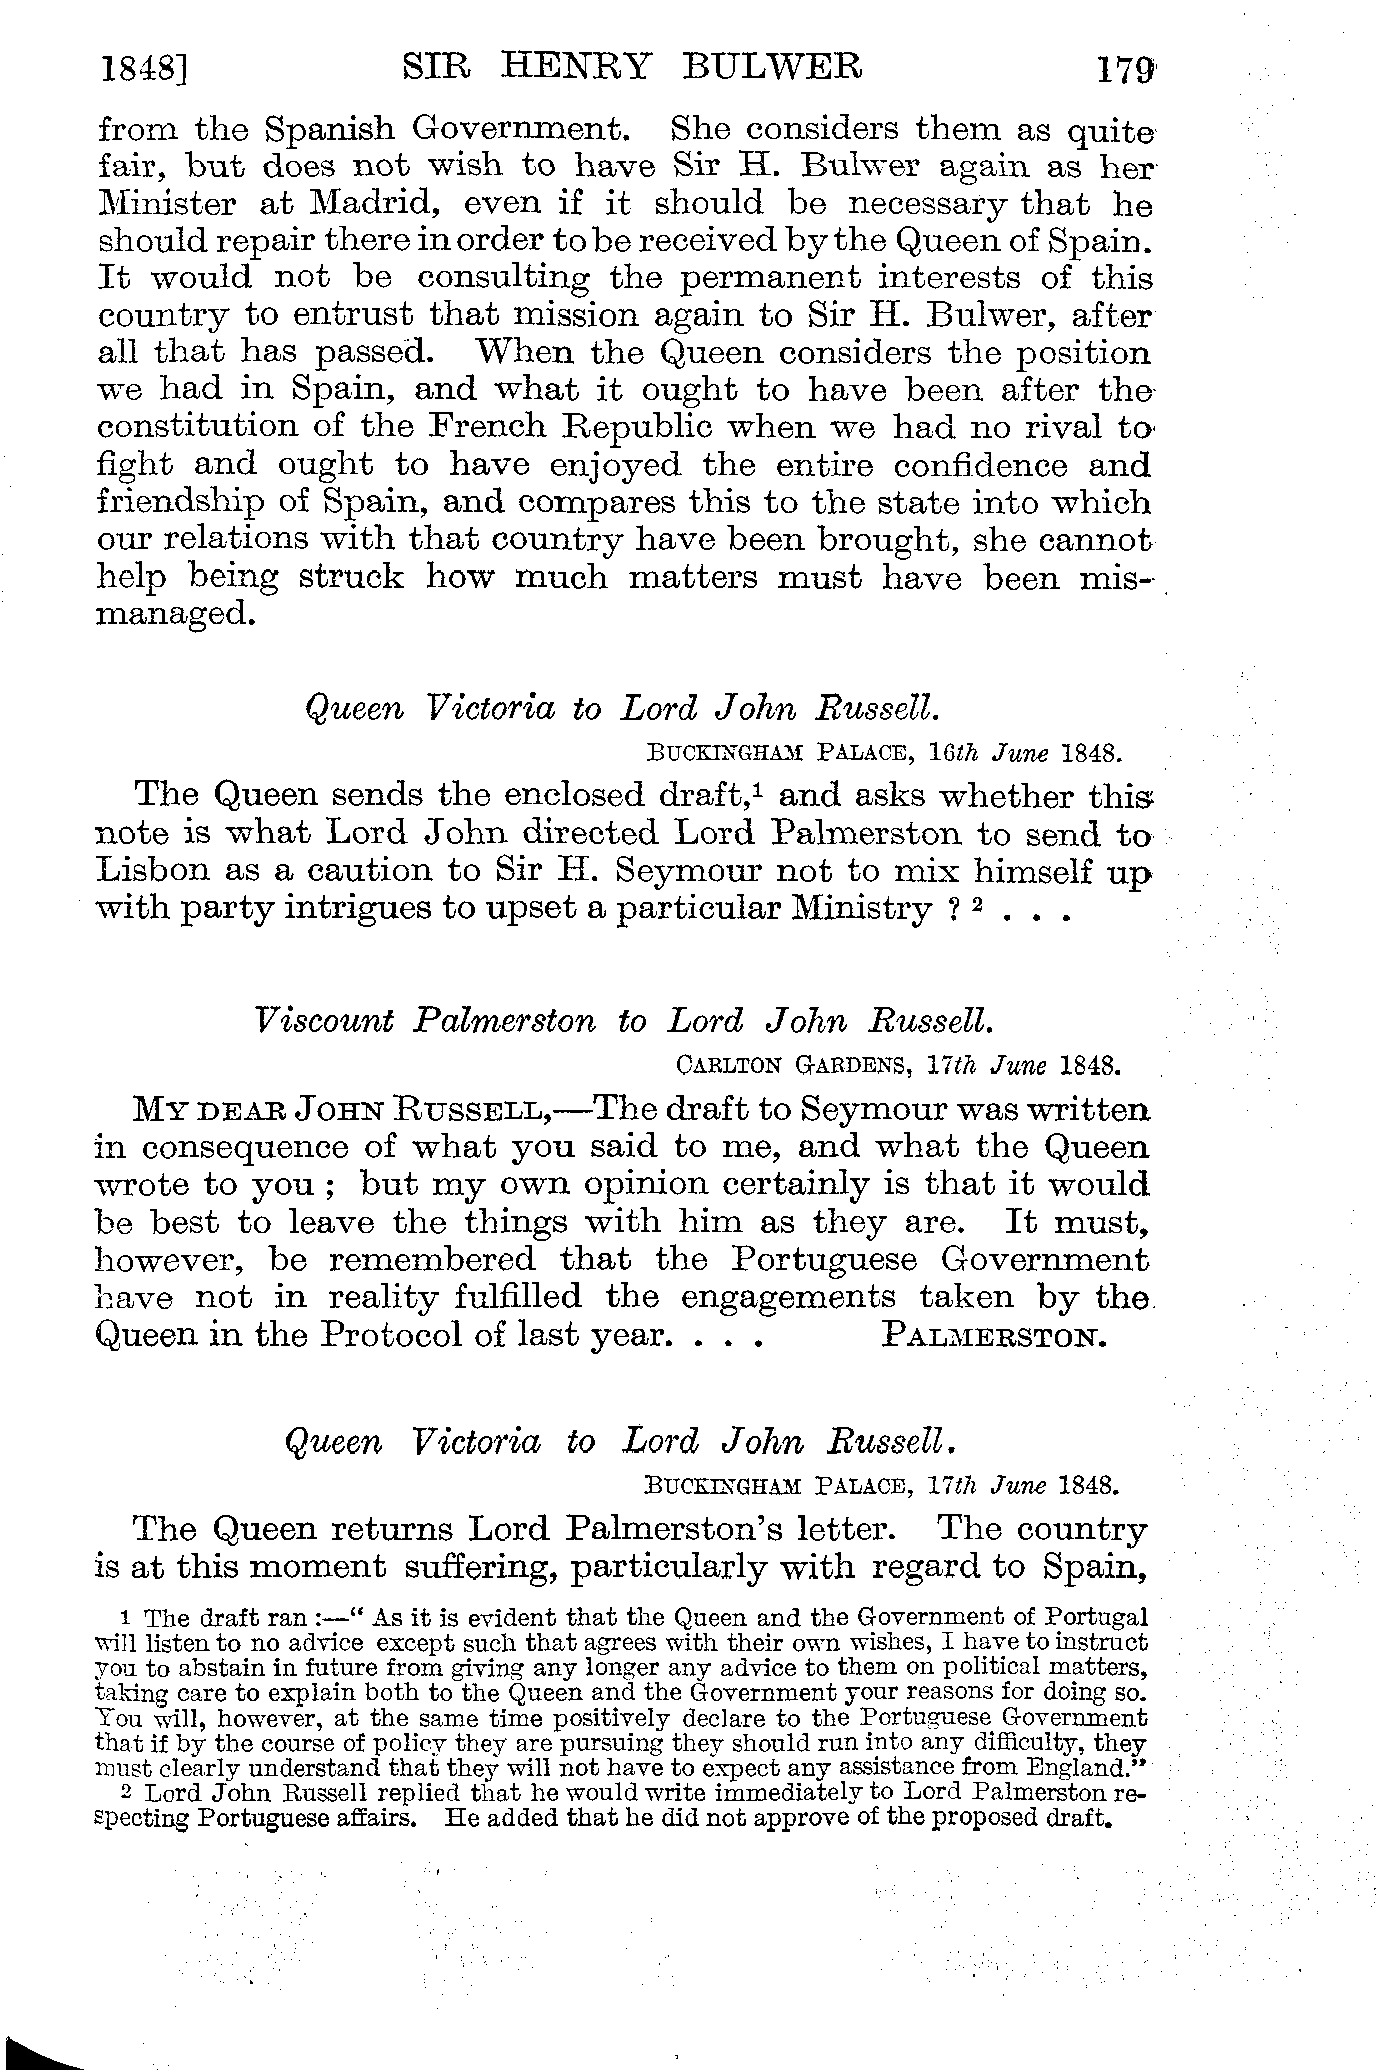 1848] SIR HENRY BULWER 179
from the Spanish Government. She considers them as quite
fair, but does not wish to have Sir H. Bulwer again as her
Minister at Madrid, even if it should be necessary that he
should repair there in order to be received by the Queen of Spain.
It would not be consulting the permanent interests of this
country to entrust that mission again to Sir H. Bulwer, after
all that has passed. When the Queen considers the position
we had in Spain, and what it ought to have been after the
constitution of the French Republic when we had no rival to
fight and ought to have enjoyed the entire confidence and
friendship of Spain, and compares this to the state into which
our relations with that country have been brought, she cannot
help being struck how much matters must have been mis-
managed.
Queen Victoria to Lord John Russell.
BUCKINGHAM PALACE, 16th June 1848.
The Queen sends the enclosed draft,¹ and asks whether this
note is what Lord John directed Lord Palmerston to send to
Lisbon as a caution to Sir H. Seymour not to mix himself up
with party intrigues to upset a particular Ministry ? ² . . .
Viscount Palmerston to Lord John Russell.
CARLTON GARDENS, 17th June 1848.
MY DEAR JOHN RUSSELL,—The draft to Seymour was written
in consequence of what you said to me, and what the Queen
wrote to you ; but my own opinion certainly is that it would
be best to leave the things with him as they are. It must,
however, be remembered that the Portuguese Government
have not in reality fulfilled the engagements taken by the
Queen in the Protocol of last year. . . . PALMERSTON.
Queen Victoria to Lord John Russell.
BUCKINGHAM PALACE, 17th June 1848.
The Queen returns Lord Palmerston's letter. The country
is at this moment suffering, particularly with regard to Spain,
1 The draft ran :—" As it is evident that the Queen and the Government of Portugal
will listen to no advice except such that agrees with their own wishes, I have to instruct
you to abstain in future from giving any longer any advice to them on political matters,
taking care to explain both to the Queen and the Government your reasons for doing so.
You will, however, at the same time positively declare to the Portuguese Government
that if by the course of policy they are pursuing they should run into any difficulty, they
must clearly understand that they will not have to expect any assistance from England."
2 Lord John Russell replied that he would write immediately to Lord Palmerston re-
specting Portuguese affairs. He added that he did not approve of the proposed draft.